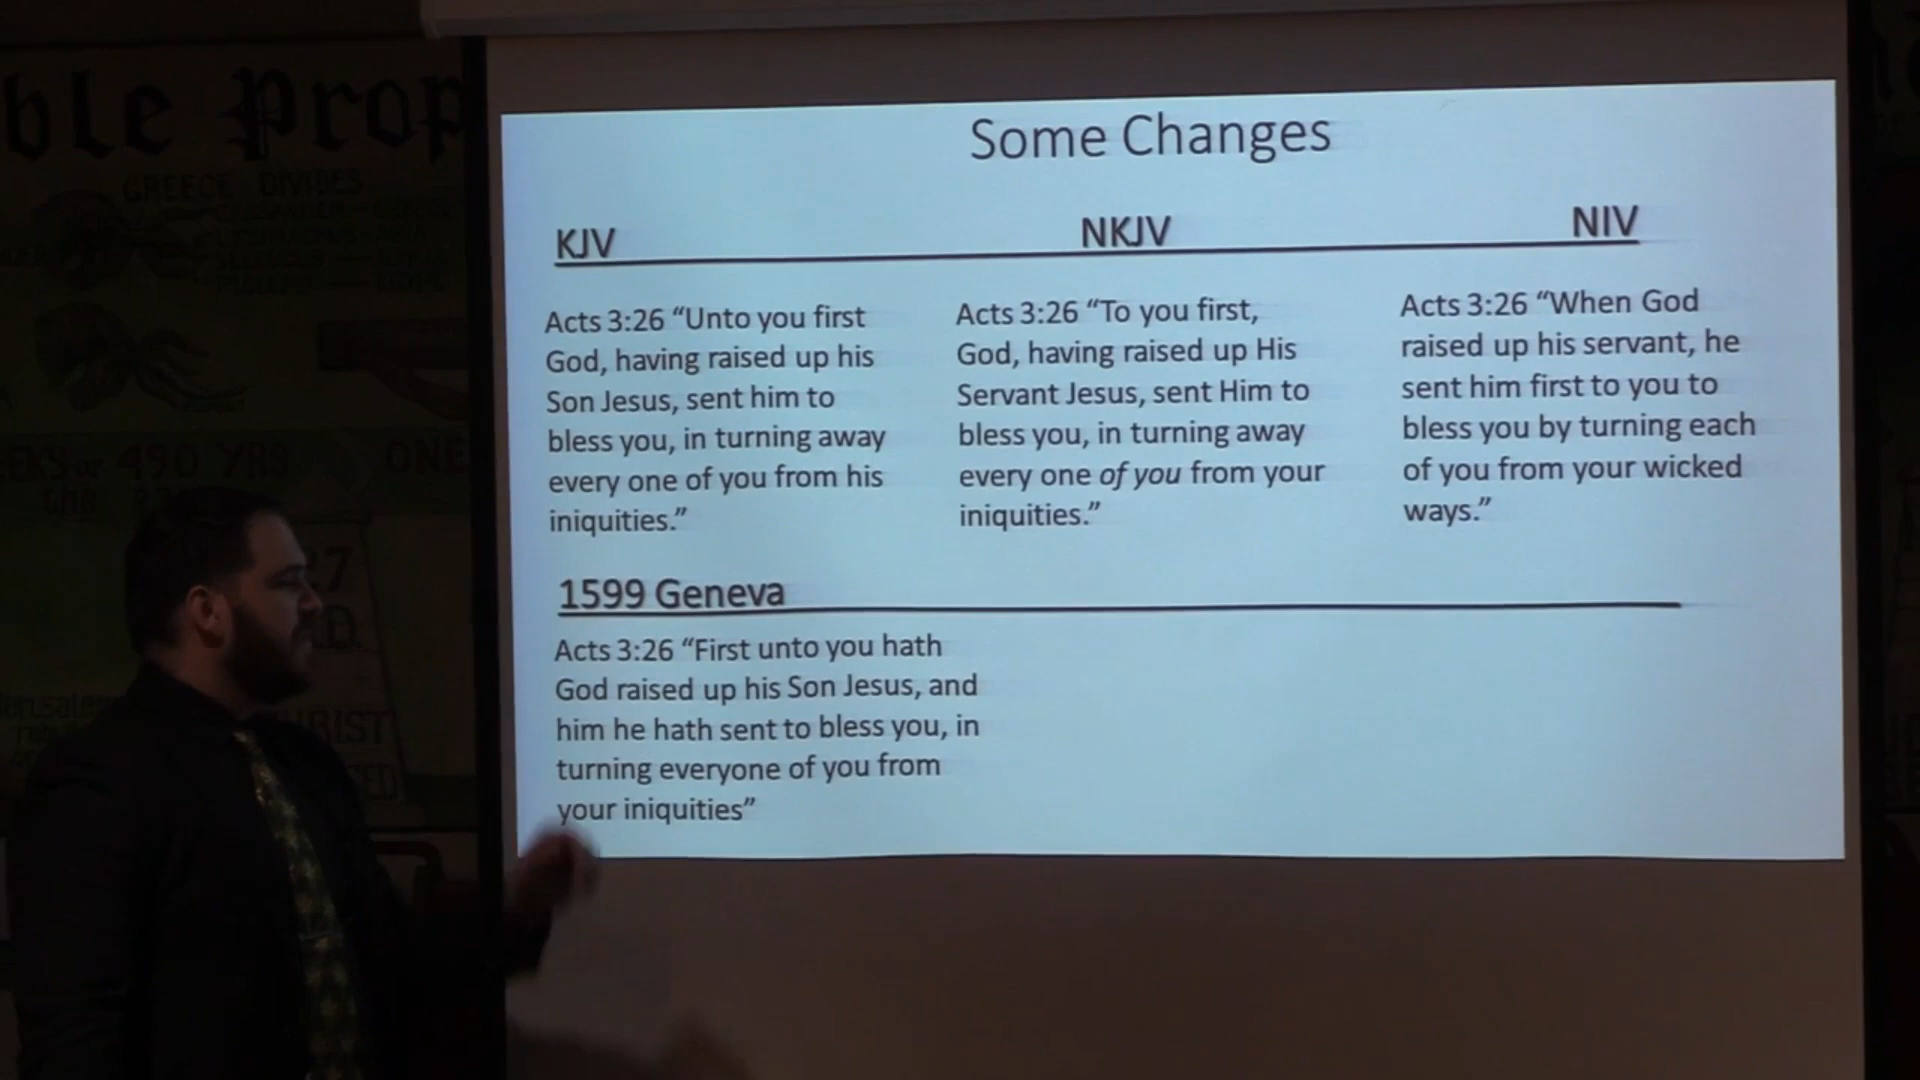 ble Prop
GREECE DIVIDES
490 YRS
ONE
Some Changes
KJV
NKJV
NIV
Acts 3:26 “Unto you first
God, having raised up his
Son Jesus, sent him to
bless you, in turning away
every one of you from his
iniquities.”
Acts 3:26 “To you first,
God, having raised up His
Servant Jesus, sent Him to
bless you, in turning away
every one of you from your
iniquities.”
Acts 3:26 “When God
raised up his servant, he
sent him first to you to
bless you by turning each
of you from your wicked
ways.”
1599 Geneva
Acts 3:26 “First unto you hath
God raised up his Son Jesus, and
him he hath sent to bless you, in
turning everyone of you from
your iniquities”